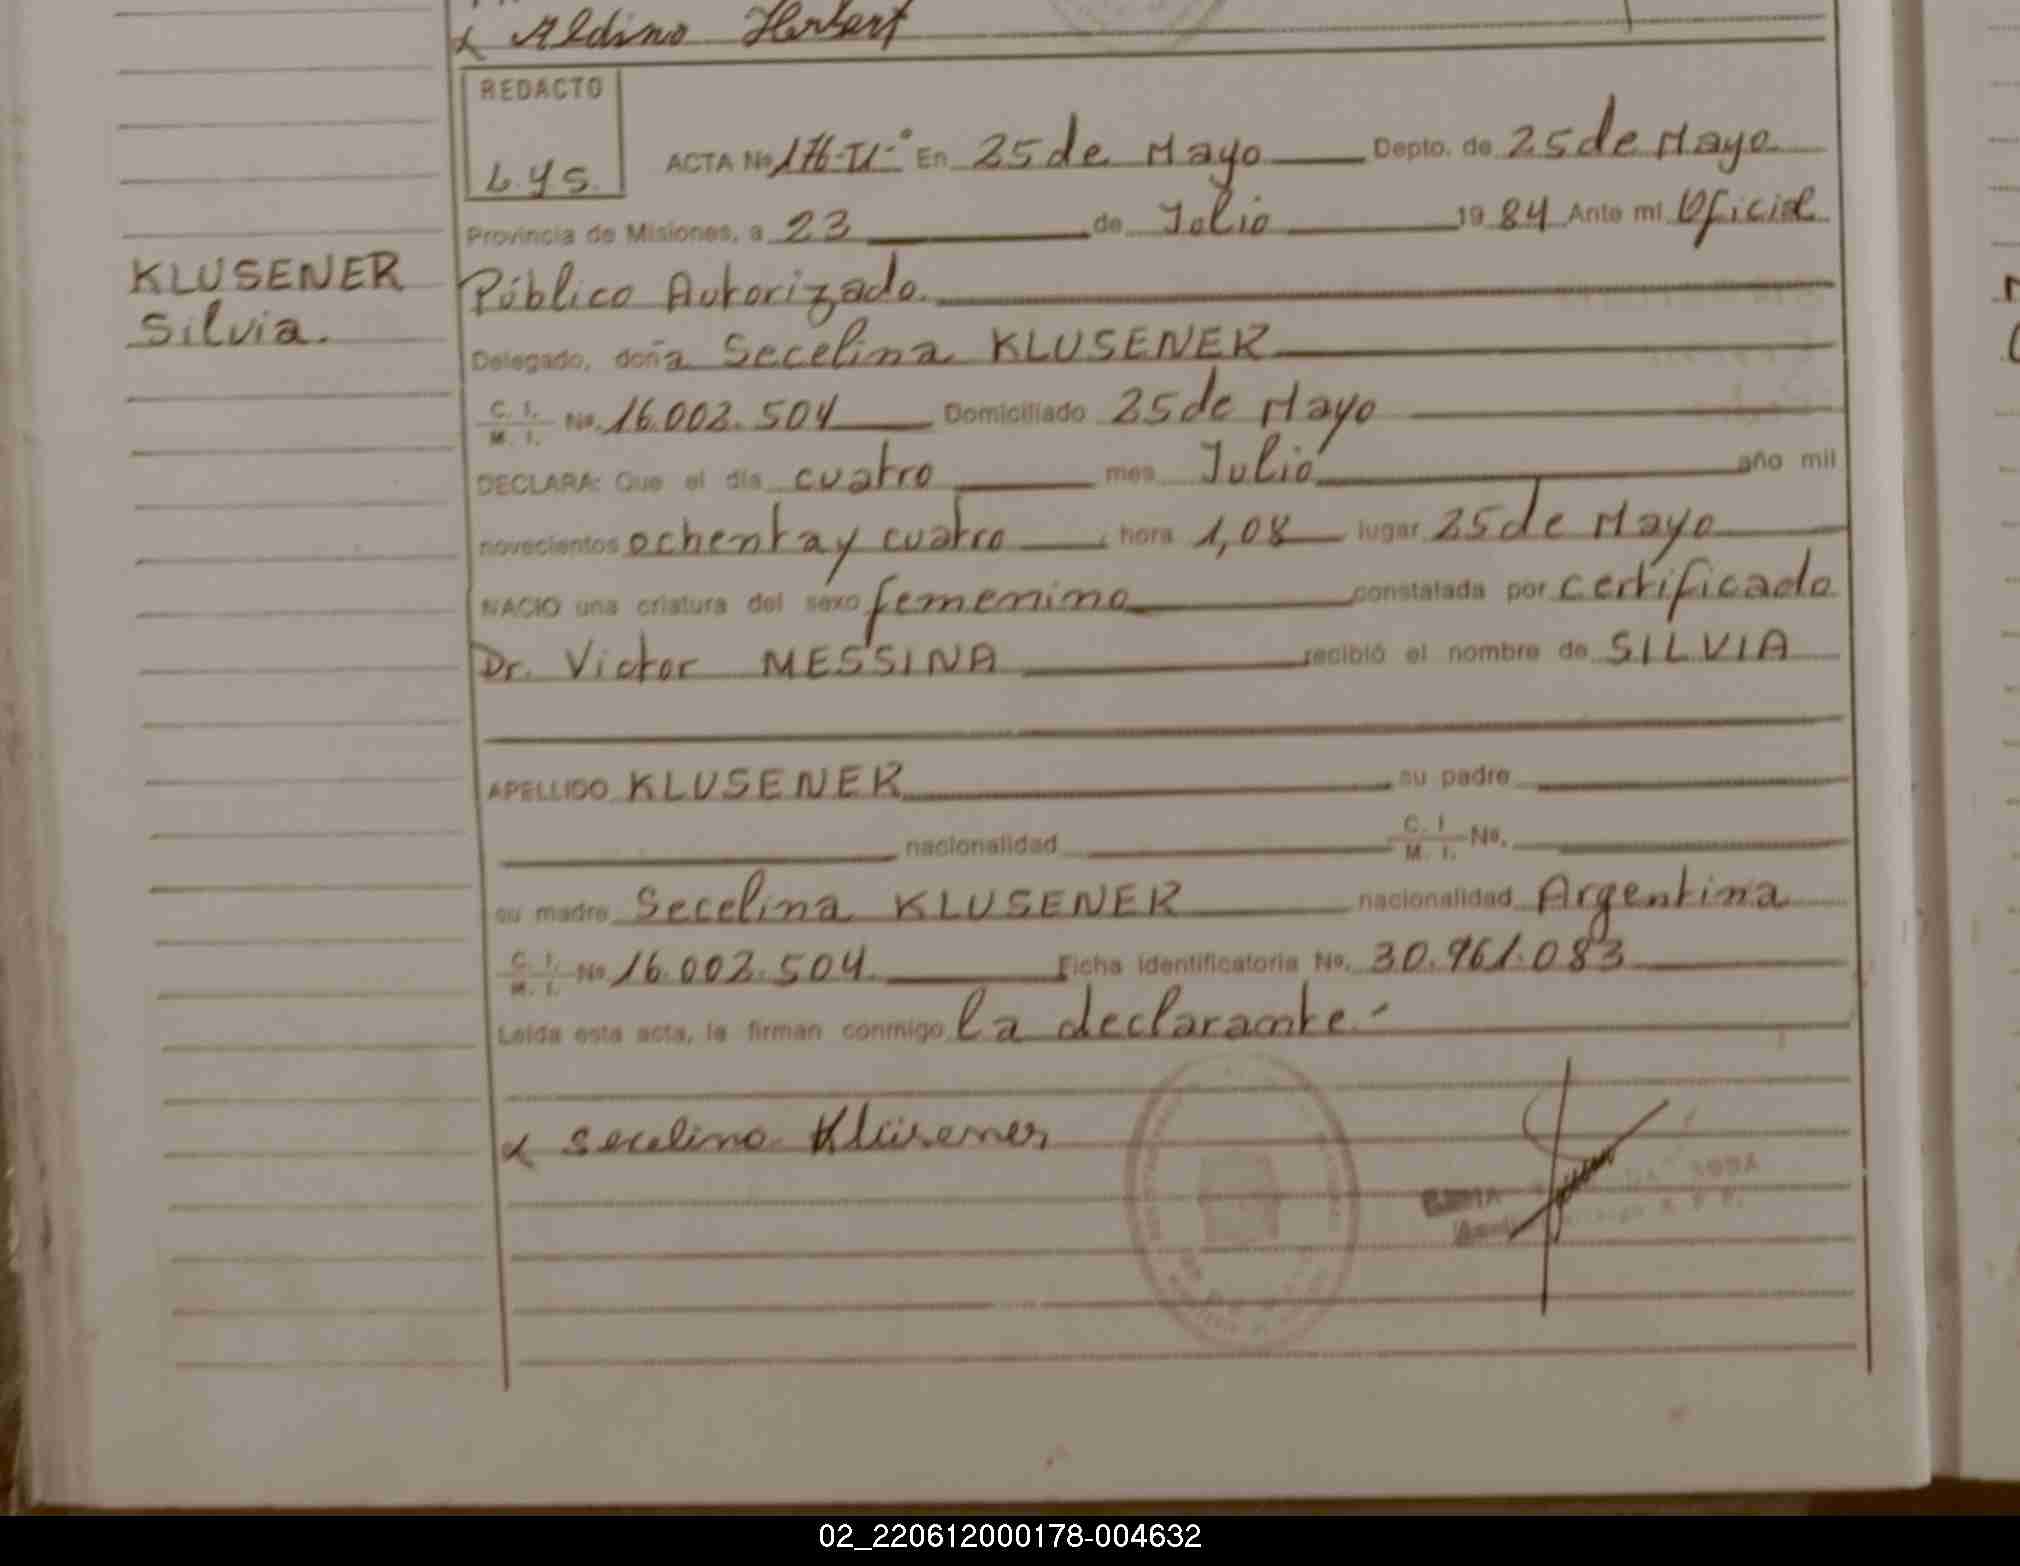 x Aldino Herbert
REDACTO
L.y S.
ACTA Nº 176-TI-º En 25 de Mayo Depto. de 25 de Mayo
Provincia de Misiones, a 23 de Julio 19 84 Ante mi Oficial
KLUSENER
Silvia.
Público Autorizado.
Delegado, doña Secelina KLUSENER
C. I. / M. I. Nº. 16.002.504 Domiciliado 25 de Mayo
DECLARA: Que el día cuatro mes Julio año mil
novecientos ochenta y cuatro hora 1,08 lugar 25 de Mayo
NACIO una criatura del sexo femenino constatada por certificado
Dr. Victor MESSINA recibió el nombre de SILVIA
APELLIDO KLUSENER su padre
nacionalidad C. I / M. I. Nº.
su madre Secelina KLUSENER nacionalidad Argentina
C. I. / M. I. Nº 16.002.504 Ficha Identificatoria Nº. 30.961.083
Leída esta acta, la firman conmigo la declarante.-
x Secelina Klüsener
02_220612000178-004632